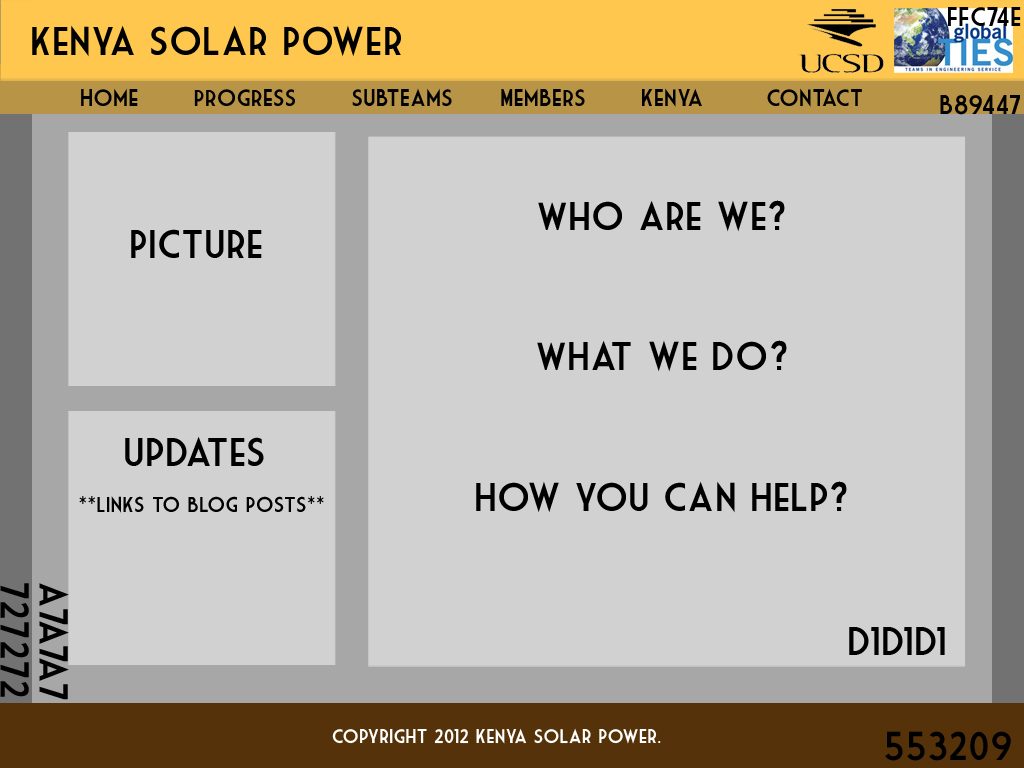 KENYA SOLAR POWER
UCSD
FFC74E
global
TIES
TEAMS IN ENGINEERING SERVICE
HOME PROGRESS SUBTEAMS MEMBERS KENYA CONTACT
B89447
PICTURE
UPDATES
**LINKS TO BLOG POSTS**
WHO ARE WE?
WHAT WE DO?
HOW YOU CAN HELP?
D1D1D1
727272
A7A7A7
COPYRIGHT 2012 KENYA SOLAR POWER.
553209